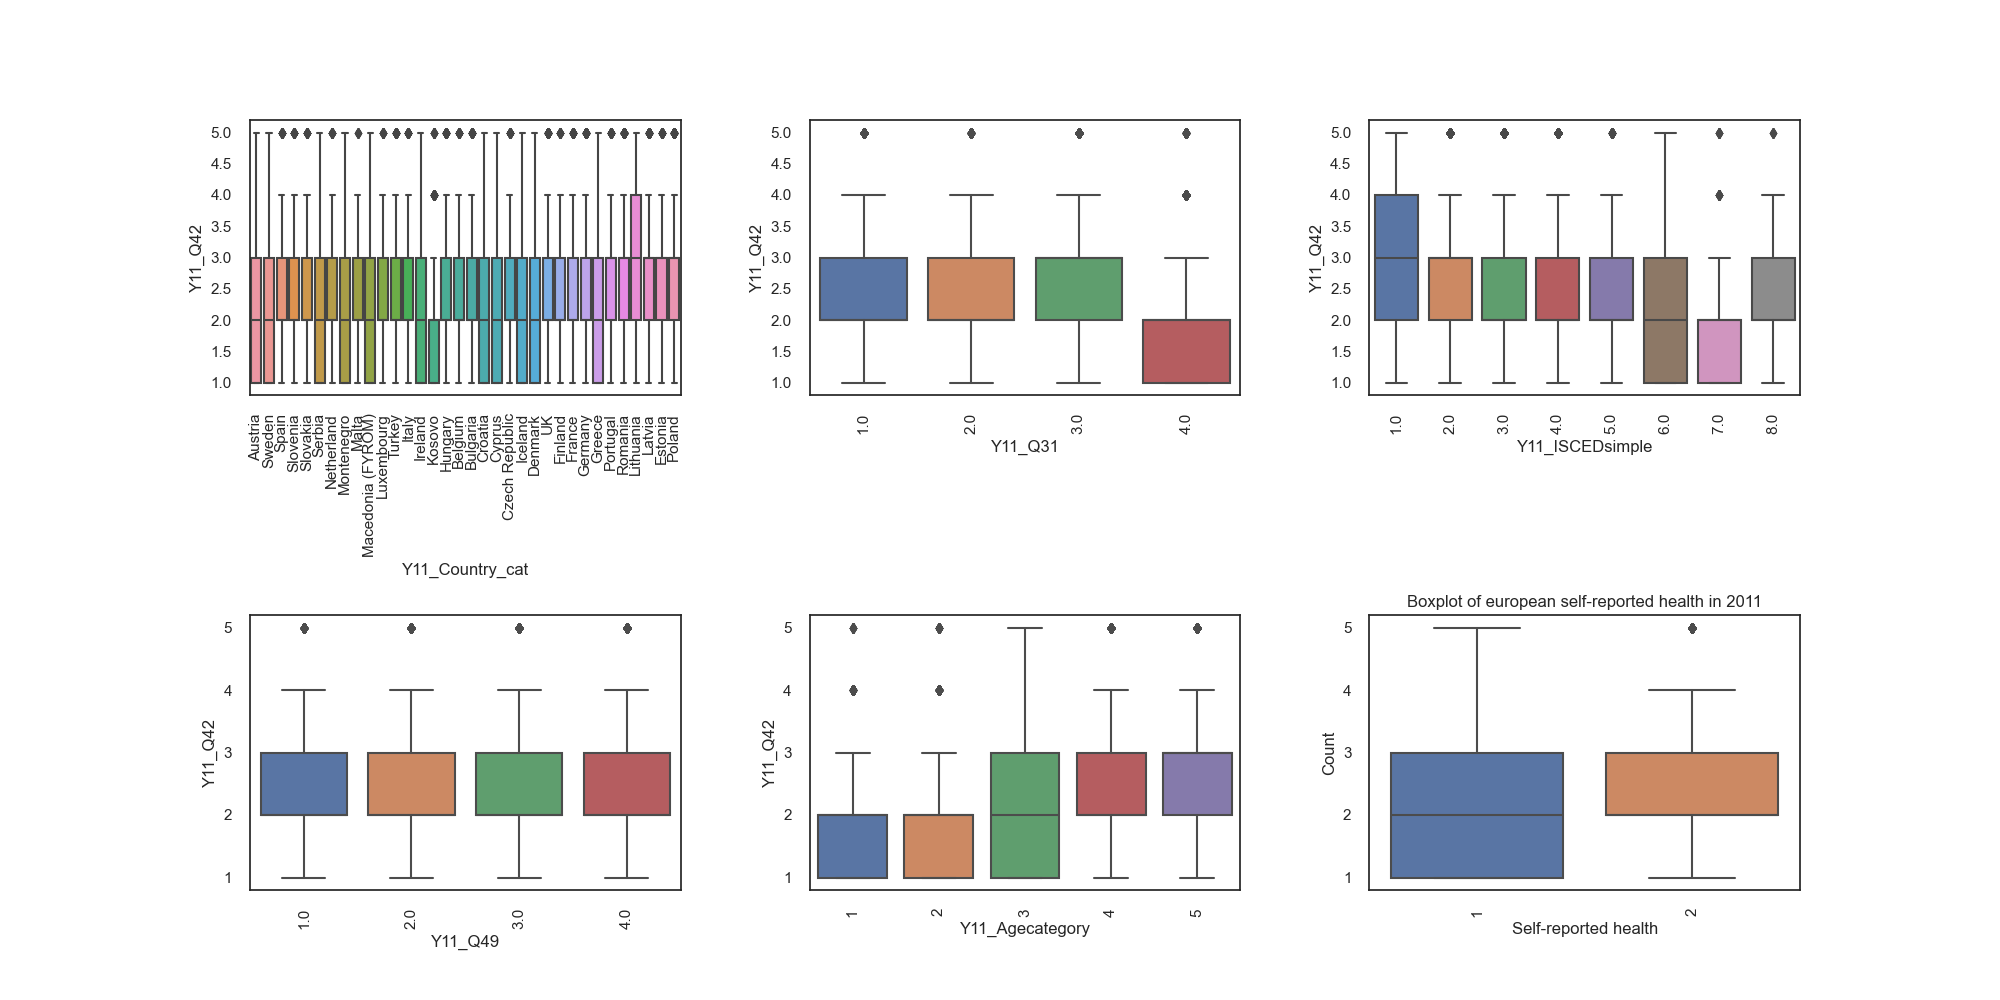 5.0
4.5
4.0
3.5
3.0
2.5
2.0
1.5
1.0
Y11_Q42
Austria
Sweden
Spain
Slovenia
Slovakia
Serbia
Netherland
Montenegro
Malta
Macedonia (FYROM)
Luxembourg
Turkey
Italy
Ireland
Kosovo
Hungary
Belgium
Bulgaria
Croatia
Cyprus
Czech Republic
Iceland
Denmark
UK
Finland
France
Germany
Greece
Portugal
Romania
Lithuania
Latvia
Estonia
Poland
Y11_Country_cat
5.0
4.5
4.0
3.5
3.0
2.5
2.0
1.5
1.0
Y11_Q42
1.0 2.0 3.0 4.0
Y11_Q31
5.0
4.5
4.0
3.5
3.0
2.5
2.0
1.5
1.0
Y11_Q42
1.0 2.0 3.0 4.0 5.0 6.0 7.0 8.0
Y11_ISCEDsimple
5
4
3
2
1
Y11_Q42
1.0 2.0 3.0 4.0
Y11_Q49
5
4
3
2
1
Y11_Q42
1 2 3 4 5
Y11_Agecategory
Boxplot of european self-reported health in 2011
5
4
3
2
1
Count
1 2
Self-reported health